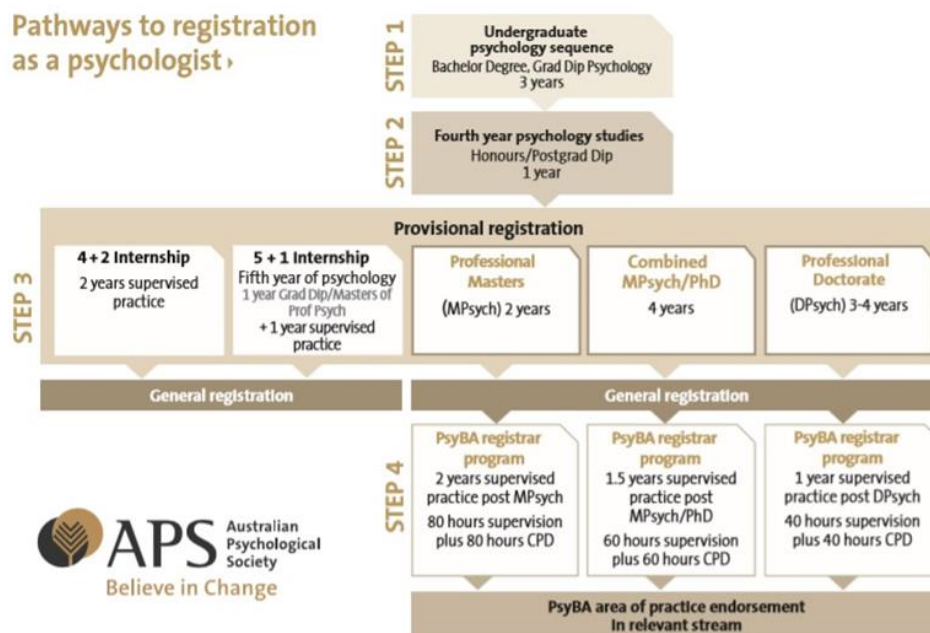 Pathways to registration
as a psychologist ›
STEP 1
Undergraduate
psychology sequence
Bachelor Degree, Grad Dip Psychology
3 years
STEP 2
Fourth year psychology studies
Honours/Postgrad Dip
1 year
STEP 3
Provisional registration
4 + 2 Internship
2 years supervised
practice
5 + 1 Internship
Fifth year of psychology
1 year Grad Dip/Masters of
Prof Psych
+ 1 year supervised
practice
Professional
Masters
(MPsych) 2 years
Combined
MPsych/PhD
4 years
Professional
Doctorate
(DPsych) 3-4 years
General registration
General registration
STEP 4
PsyBA registrar
program
2 years supervised
practice post MPsych
80 hours supervision
plus 80 hours CPD
PsyBA registrar
program
1.5 years supervised
practice post
MPsych/PhD
60 hours supervision
plus 60 hours CPD
PsyBA registrar
program
1 year supervised
practice post DPsych
40 hours supervision
plus 40 hours CPD
APS
Australian
Psychological
Society
Believe in Change
PsyBA area of practice endorsement
in relevant stream